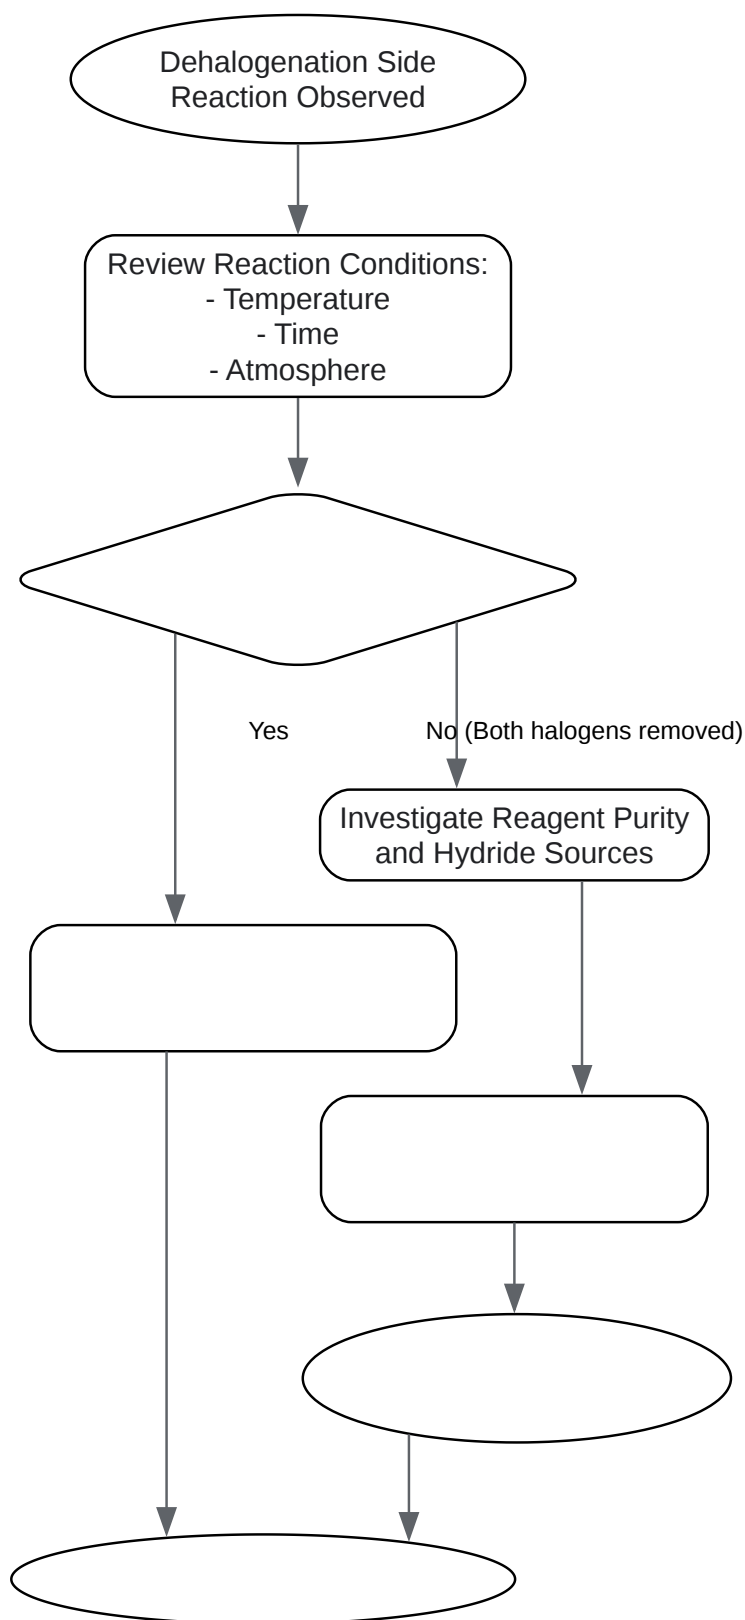 Dehalogenation Side
Reaction Observed
Review Reaction Conditions:
- Temperature
- Time
- Atmosphere
Yes
No (Both halogens removed)
Investigate Reagent Purity
and Hydride Sources